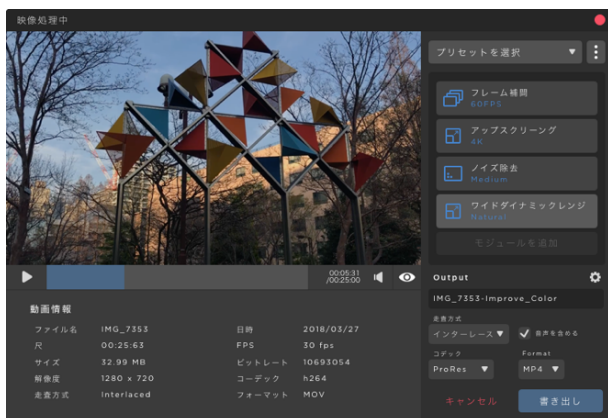 映像処理中
プリセットを選択
フレーム補間
60FPS
アップスクリーング
4K
ノイズ除去
Medium
ワイドダイナミックレンジ
Natural
モジュールを追加
00:05:31
/00:25:00
Output
IMG_7353-Improve_Color
走査方式
インターレース
音声を含める
コデック
Format
ProRes
MP4
キャンセル
書き出し
動画情報
ファイル名 IMG_7353 日時 2018/03/27
尺 00:25:63 FPS 30 fps
サイズ 32.99 MB ビットレート 10693054
解像度 1280 x 720 コーデック h264
走査方式 Interlaced フォーマット MOV